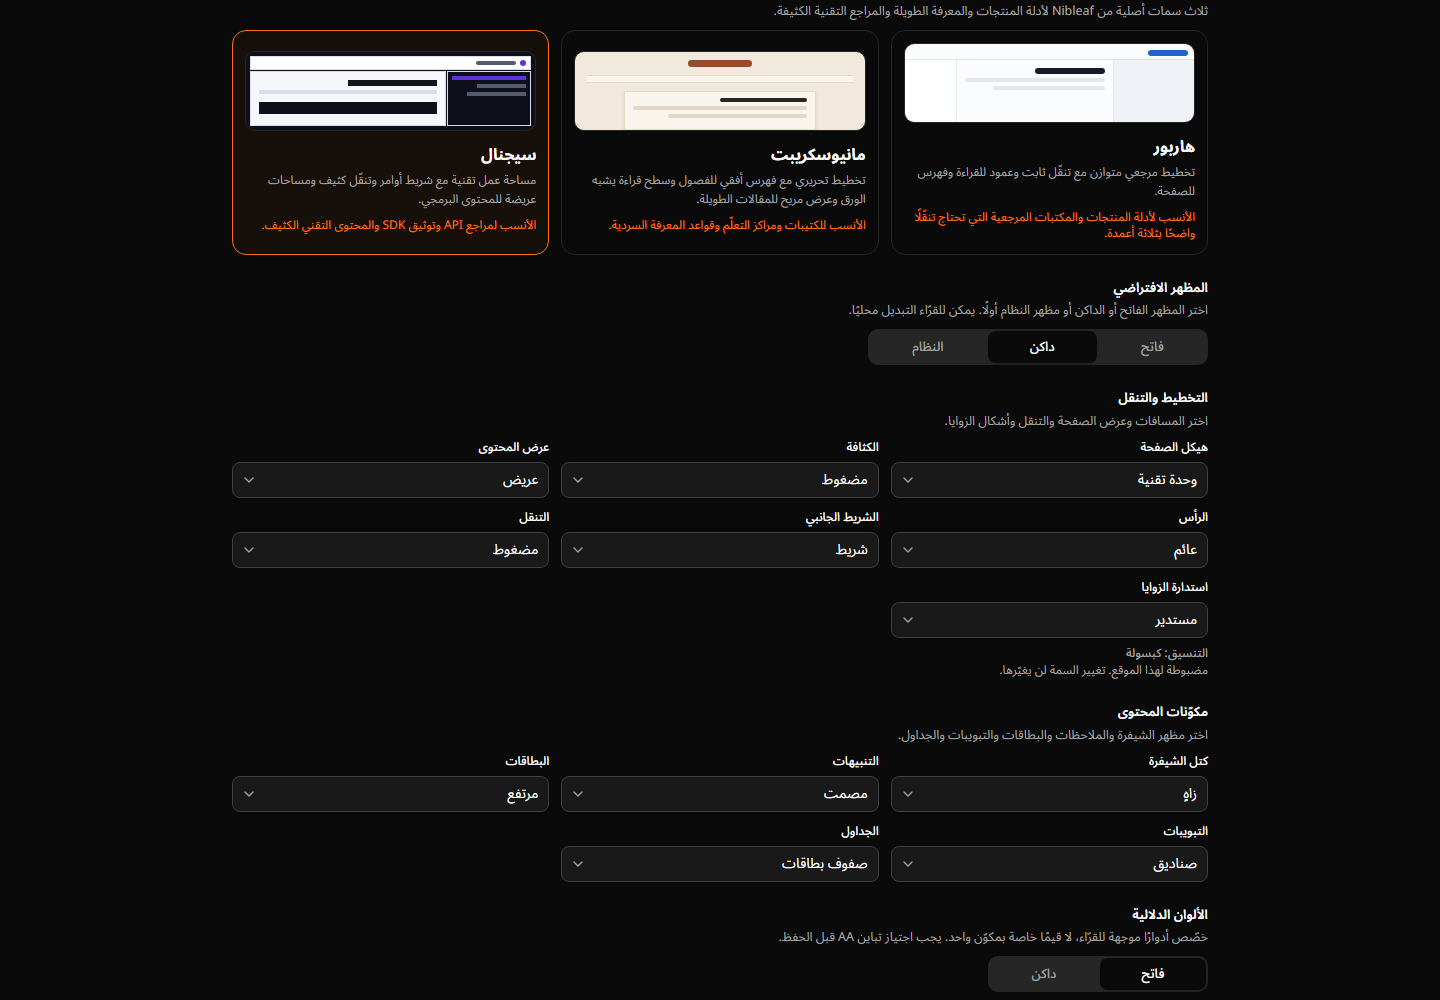 ثلاث سمات أصلية من Nibleaf لأدلة المنتجات والمعرفة الطويلة والمراجع التقنية الكثيفة.
هاربور
تخطيط مرجعي متوازن مع تنقّل ثابت وعمود للقراءة وفهرس
للصفحة.
الأنسب لأدلة المنتجات والمكتبات المرجعية التي تحتاج تنقّلًا
واضحًا بثلاثة أعمدة.
مانيوسكريبت
تخطيط تحريري مع فهرس أفقي للفصول وسطح قراءة يشبه
الورق وعرض مريح للمقالات الطويلة.
الأنسب للكتيبات ومراكز التعلّم وقواعد المعرفة السردية.
سيجنال
مساحة عمل تقنية مع شريط أوامر وتنقّل كثيف ومساحات
عريضة للمحتوى البرمجي.
الأنسب لمراجع API وتوثيق SDK والمحتوى التقني الكثيف.
المظهر الافتراضي
اختر المظهر الفاتح أو الداكن أو مظهر النظام أولًا. يمكن للقرّاء التبديل محليًا.
فاتح
داكن
النظام
التخطيط والتنقل
اختر المسافات وعرض الصفحة والتنقل وأشكال الزوايا.
هيكل الصفحة
الكثافة
عرض المحتوى
وحدة تقنية
مضغوط
عريض
الرأس
الشريط الجانبي
التنقل
عائم
شريط
مضغوط
استدارة الزوايا
مستدير
التنسيق: كبسولة
مضبوطة لهذا الموقع. تغيير السمة لن يغيّرها.
مكوّنات المحتوى
اختر مظهر الشيفرة والملاحظات والبطاقات والتبويبات والجداول.
كتل الشيفرة
التنبيهات
البطاقات
زاهٍ
مصمت
مرتفع
التبويبات
الجداول
صناديق
صفوف بطاقات
الألوان الدلالية
خصّص أدوارًا موجهة للقرّاء، لا قيمًا خاصة بمكوّن واحد. يجب اجتياز تباين AA قبل الحفظ.
فاتح
داكن